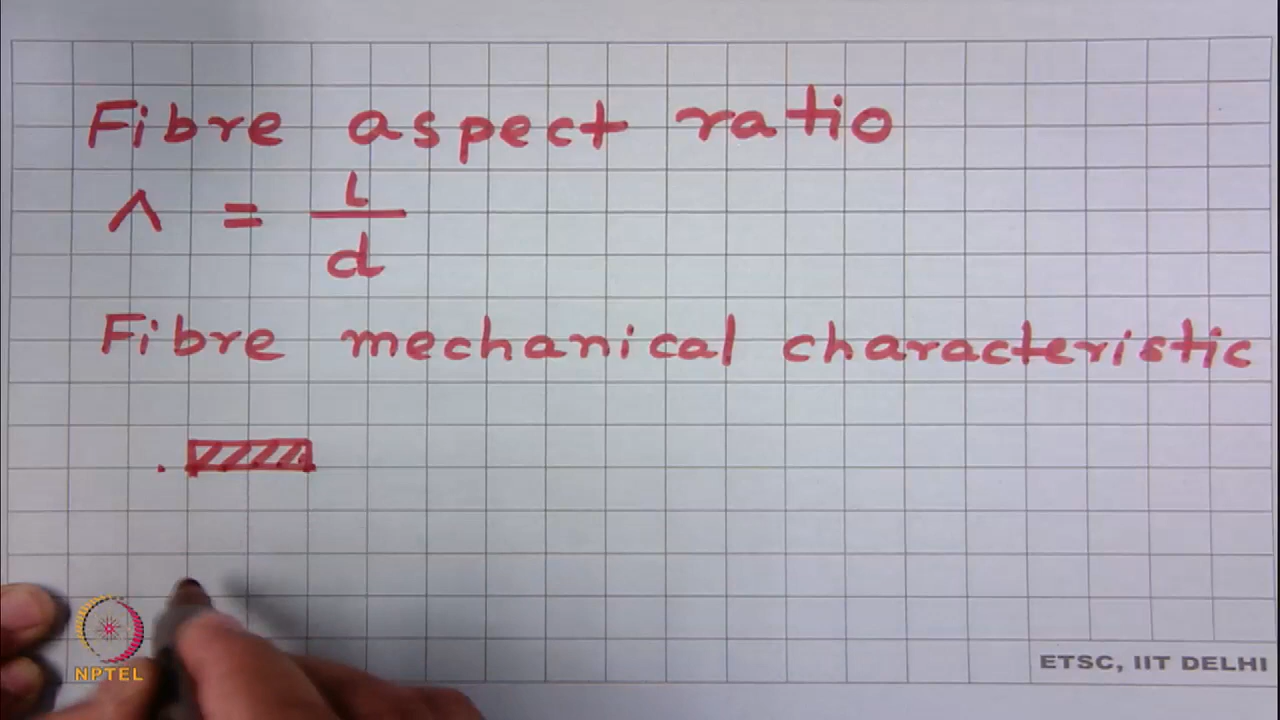 Fibre aspect ratio
Λ = l / d
Fibre mechanical characteristic
NPTEL
ETSC, IIT DELHI